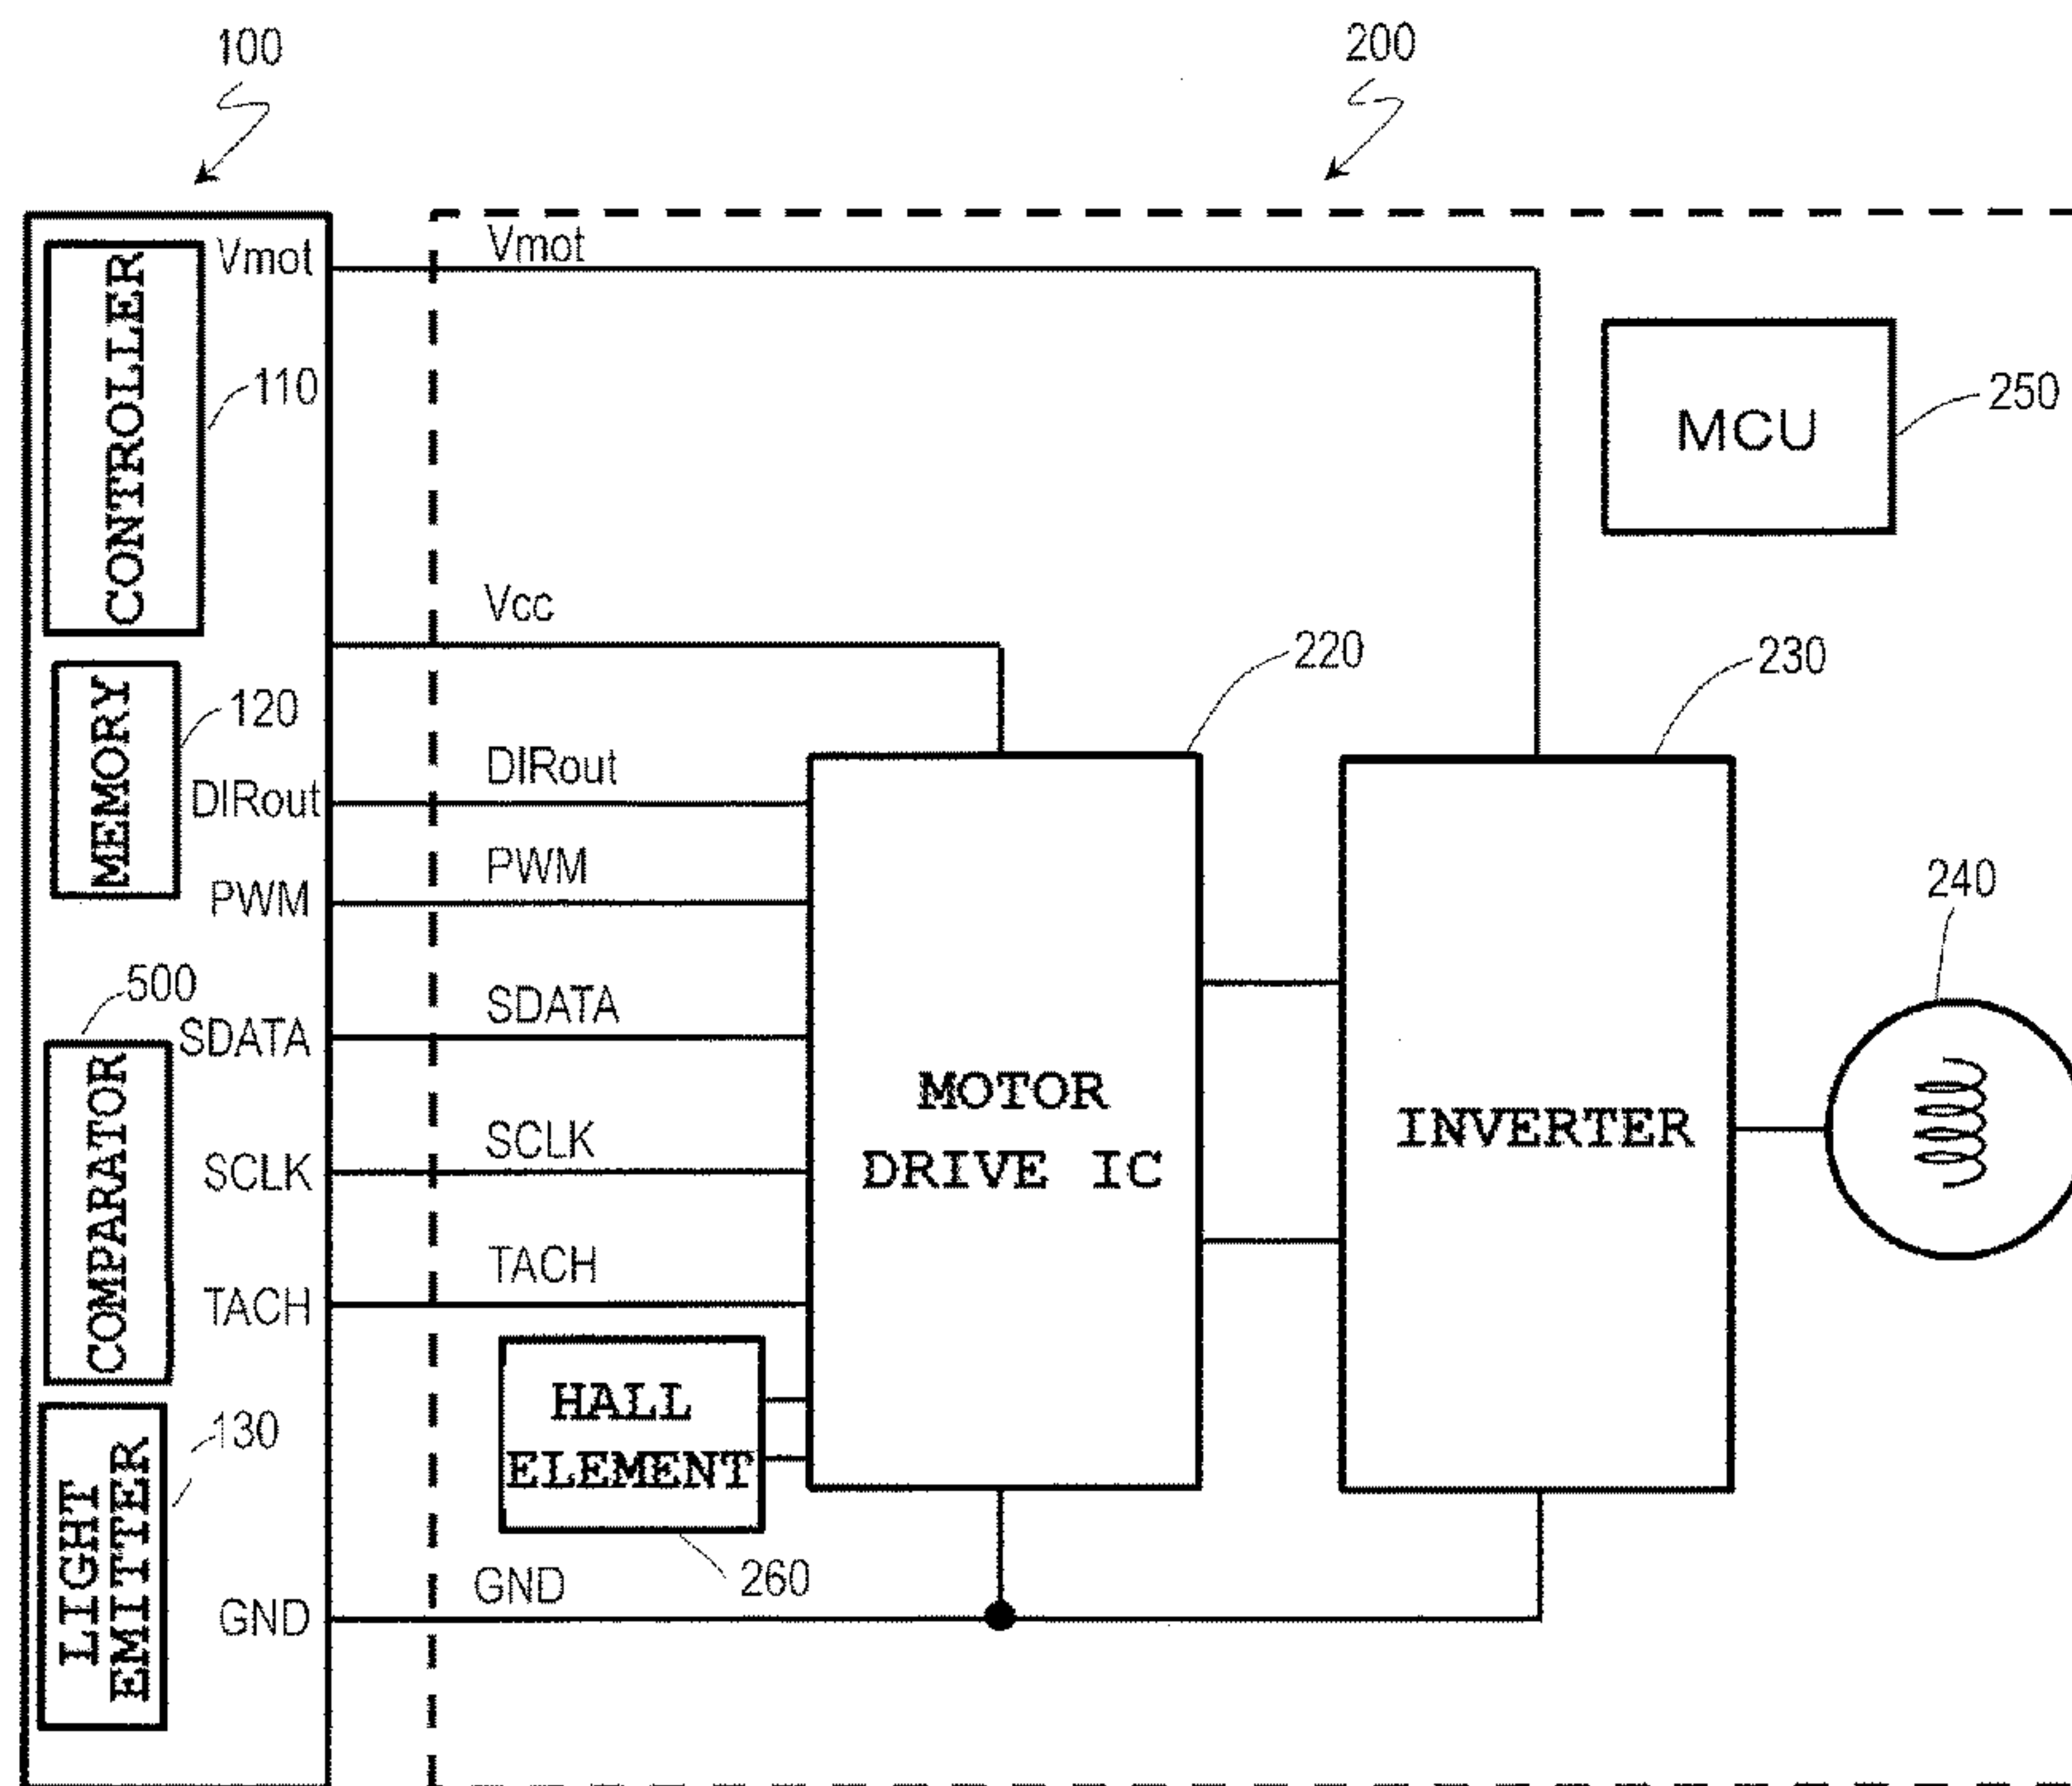 100
200
CONTROLLER
Vmot
Vmot
110
MCU
250
Vcc
220
230
MEMORY
120
DIRout
DIRout
PWM
PWM
240
500
SDATA
SDATA
COMPARATOR
SCLK
SCLK
TACH
TACH
MOTOR
DRIVE IC
INVERTER
HALL
ELEMENT
260
130
LIGHT
EMITTER
GND
GND